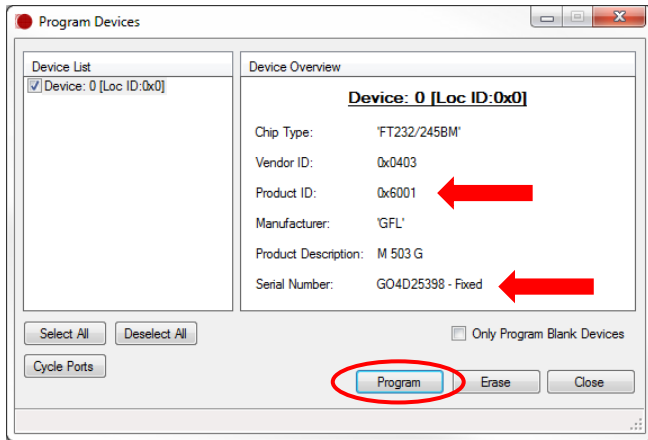 Program Devices
Device List
Device: 0 [Loc ID:0x0]
Device Overview
Device: 0 [Loc ID:0x0]
Chip Type: 'FT232/245BM'
Vendor ID: 0x0403
Product ID: 0x6001
Manufacturer: 'GFL'
Product Description: M 503 G
Serial Number: GO4D25398 - Fixed
Select All Deselect All Only Program Blank Devices
Cycle Ports
Program Erase Close